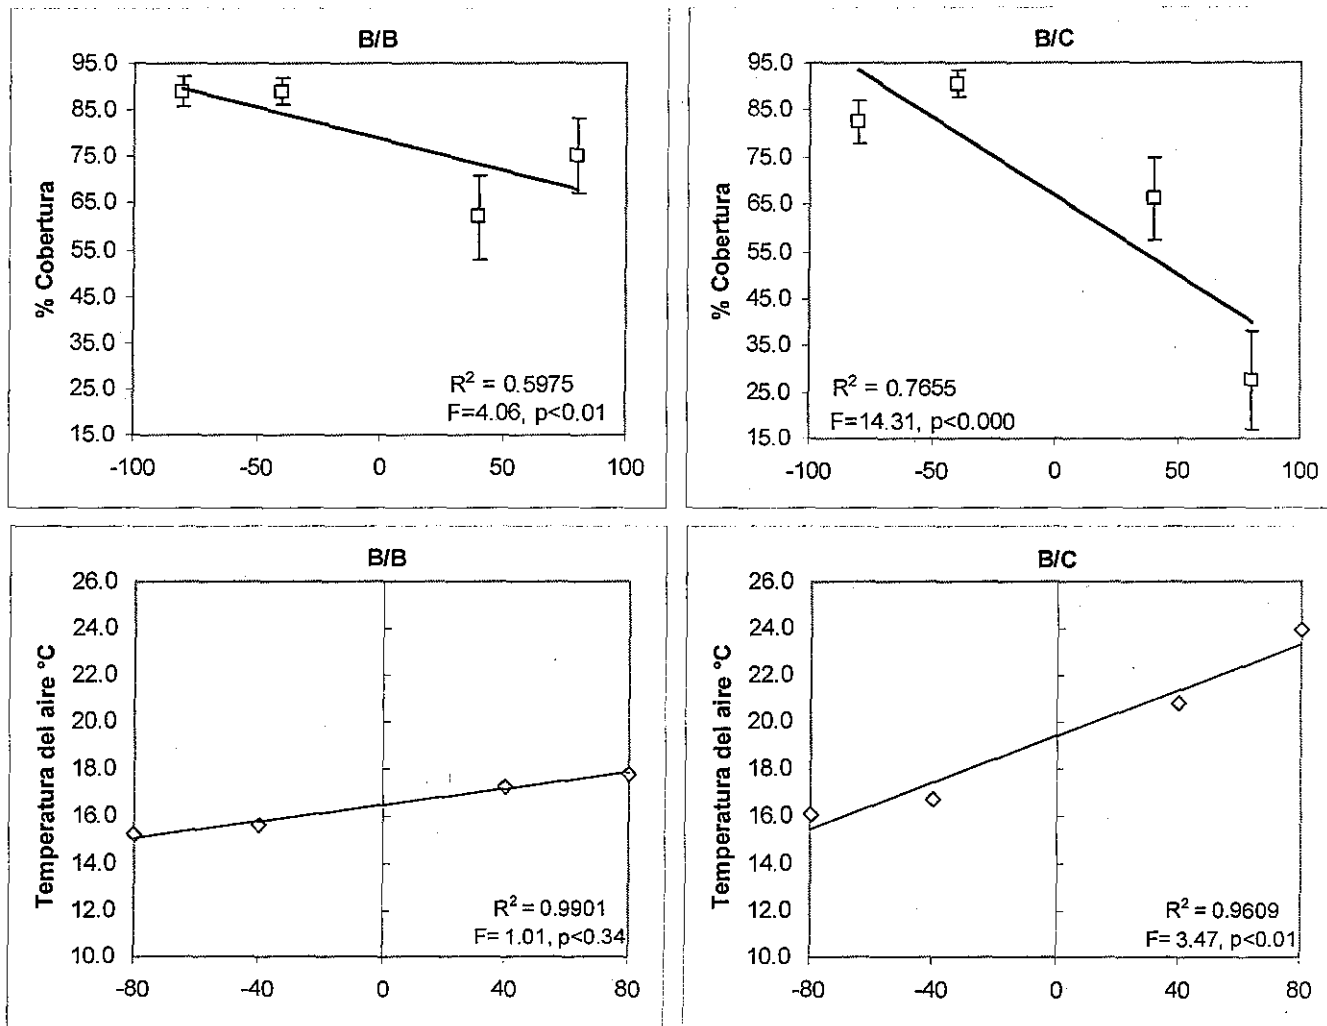 B/B
95.0
85.0
75.0
65.0
55.0
45.0
35.0
25.0
15.0
% Cobertura
R² = 0.5975
F=4.06, p<0.01
-100 -50 0 50 100
B/C
95.0
85.0
75.0
65.0
55.0
45.0
35.0
25.0
15.0
% Cobertura
R² = 0.7655
F=14.31, p<0.000
-100 -50 0 50 100
B/B
26.0
24.0
22.0
20.0
18.0
16.0
14.0
12.0
10.0
Temperatura del aire °C
R² = 0.9901
F= 1.01, p<0.34
-80 -40 0 40 80
B/C
26.0
24.0
22.0
20.0
18.0
16.0
14.0
12.0
10.0
Temperatura del aire °C
R² = 0.9609
F= 3.47, p<0.01
-80 -40 0 40 80